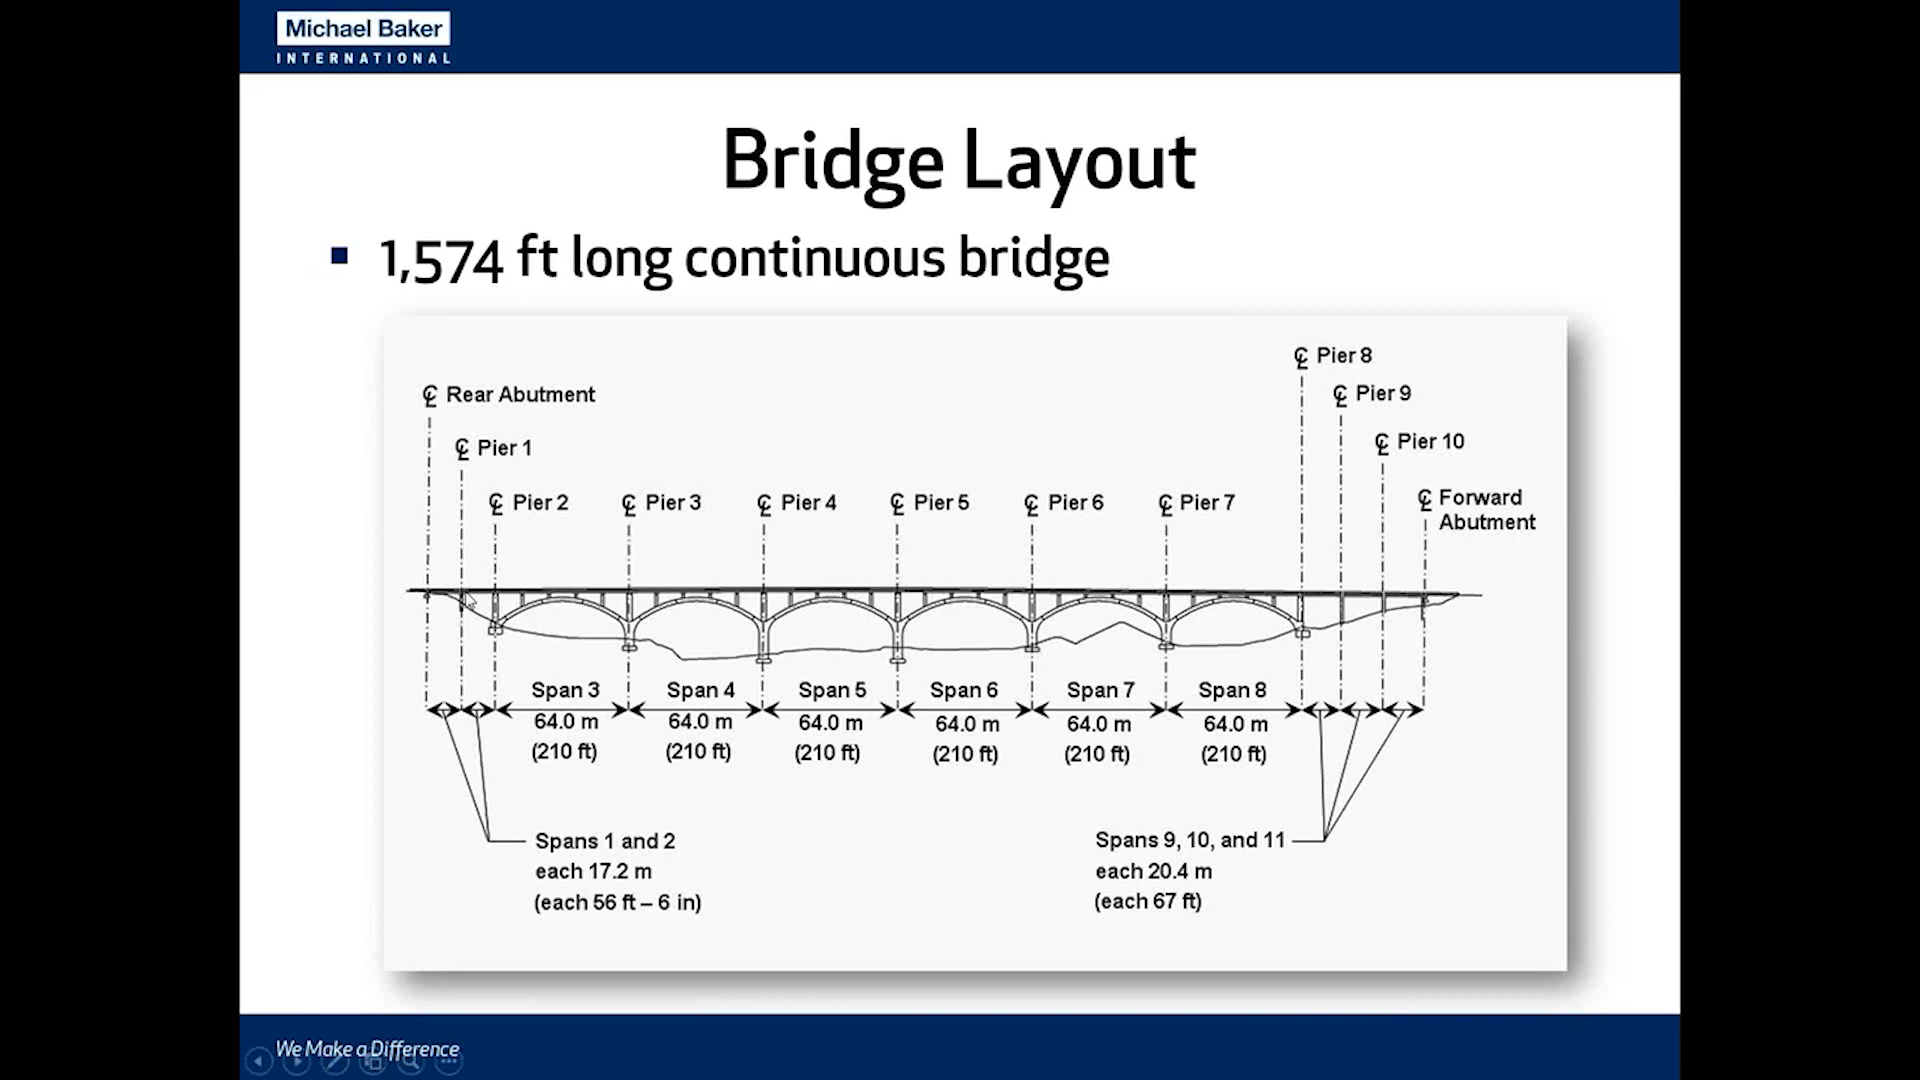 Michael Baker
INTERNATIONAL
Bridge Layout
▪ 1,574 ft long continuous bridge
℄ Pier 8
℄ Rear Abutment
℄ Pier 9
℄ Pier 1
℄ Pier 10
℄ Pier 2
℄ Pier 3
℄ Pier 4
℄ Pier 5
℄ Pier 6
℄ Pier 7
℄ Forward
Abutment
Span 3
64.0 m
(210 ft)
Span 4
64.0 m
(210 ft)
Span 5
64.0 m
(210 ft)
Span 6
64.0 m
(210 ft)
Span 7
64.0 m
(210 ft)
Span 8
64.0 m
(210 ft)
Spans 1 and 2
each 17.2 m
(each 56 ft – 6 in)
Spans 9, 10, and 11
each 20.4 m
(each 67 ft)
We Make a Difference